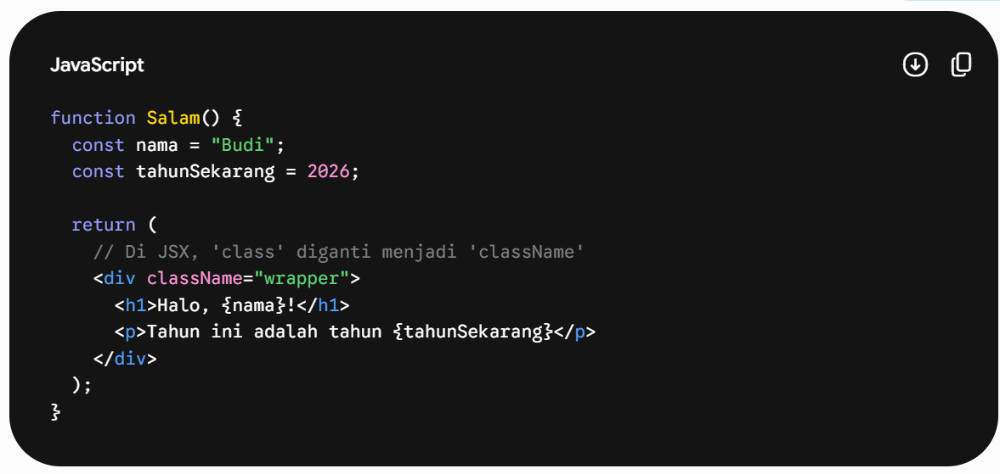 JavaScript
function Salam() {
  const nama = "Budi";
  const tahunSekarang = 2026;

  return (
    // Di JSX, 'class' diganti menjadi 'className'
    <div className="wrapper">
      <h1>Halo, {nama}!</h1>
      <p>Tahun ini adalah tahun {tahunSekarang}</p>
    </div>
  );
}